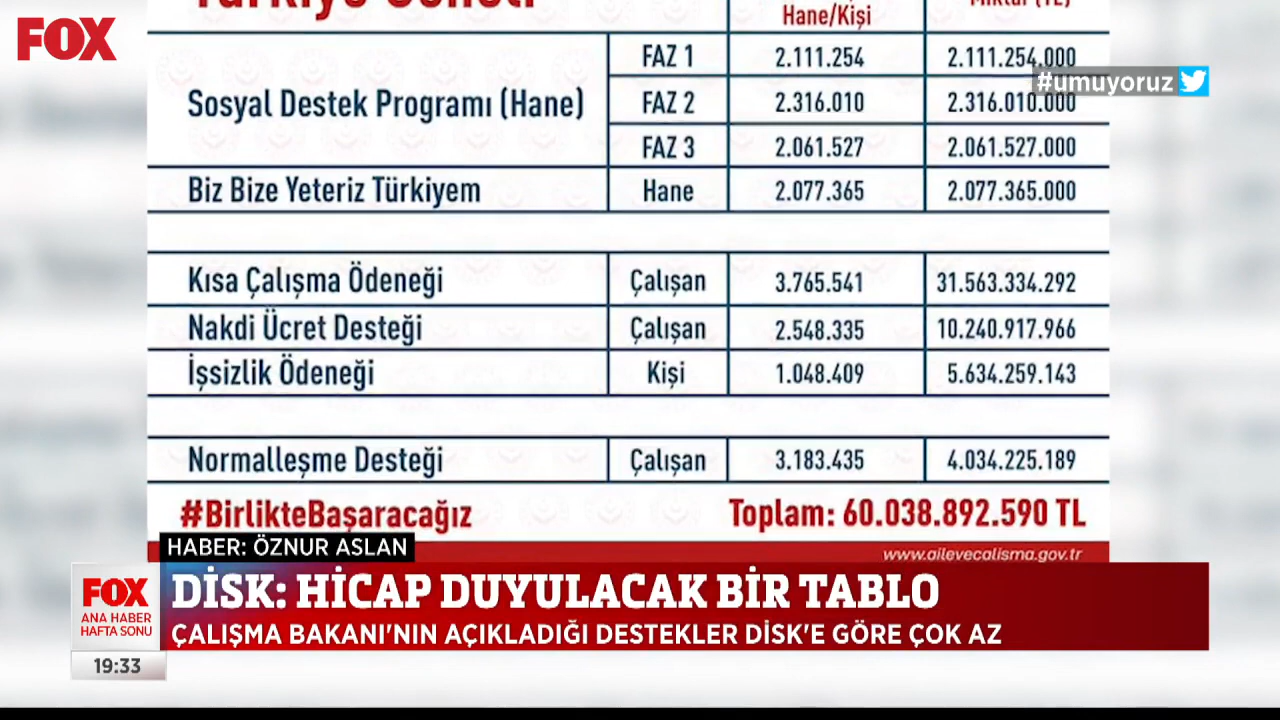 FOX
Türkiye Geneli
Hane/Kişi
Miktar (TL)
FAZ 1 2.111.254 2.111.254.000
#umuyoruz
Sosyal Destek Programı (Hane) FAZ 2 2.316.010 2.316.010.000
FAZ 3 2.061.527 2.061.527.000
Biz Bize Yeteriz Türkiyem Hane 2.077.365 2.077.365.000
Kısa Çalışma Ödeneği Çalışan 3.765.541 31.563.334.292
Nakdi Ücret Desteği Çalışan 2.548.335 10.240.917.966
İşsizlik Ödeneği Kişi 1.048.409 5.634.259.143
Normalleşme Desteği Çalışan 3.183.435 4.034.225.189
#BirlikteBaşaracağız Toplam: 60.038.892.590 TL
www.ailevecalisma.gov.tr
HABER: ÖZNUR ASLAN
FOX
ANA HABER
HAFTA SONU
DİSK: HİCAP DUYULACAK BİR TABLO
ÇALIŞMA BAKANI'NIN AÇIKLADIĞI DESTEKLER DİSK'E GÖRE ÇOK AZ
19:33